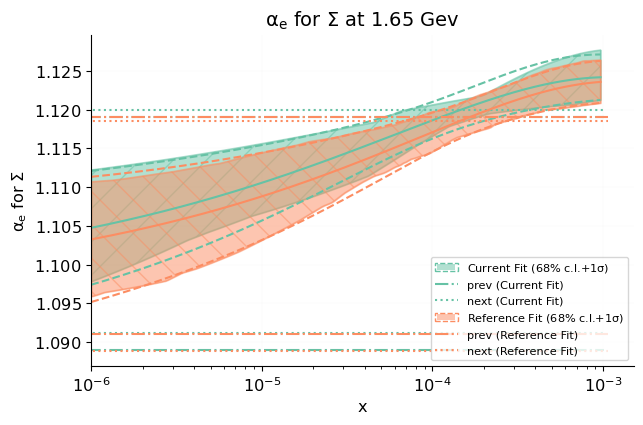 αe for Σ at 1.65 Gev
αe for Σ
1.125
1.120
1.115
1.110
1.105
1.100
1.095
1.090
Current Fit (68% c.l.+1σ)
prev (Current Fit)
next (Current Fit)
Reference Fit (68% c.l.+1σ)
prev (Reference Fit)
next (Reference Fit)
10⁻⁶ 10⁻⁵ 10⁻⁴ 10⁻³
x